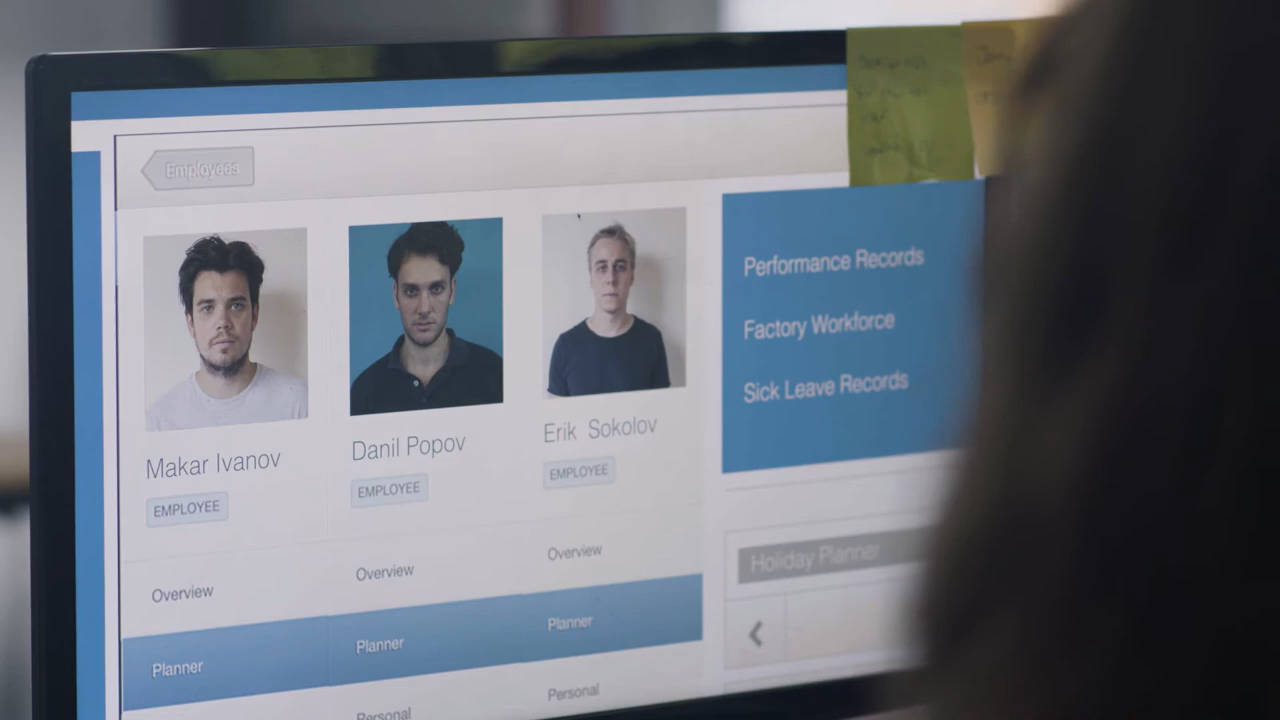 Employees
Makar Ivanov
EMPLOYEE
Overview
Planner
Danil Popov
EMPLOYEE
Overview
Planner
Personal
Erik Sokolov
EMPLOYEE
Overview
Planner
Personal
Performance Records
Factory Workforce
Sick Leave Records
Holiday Planner